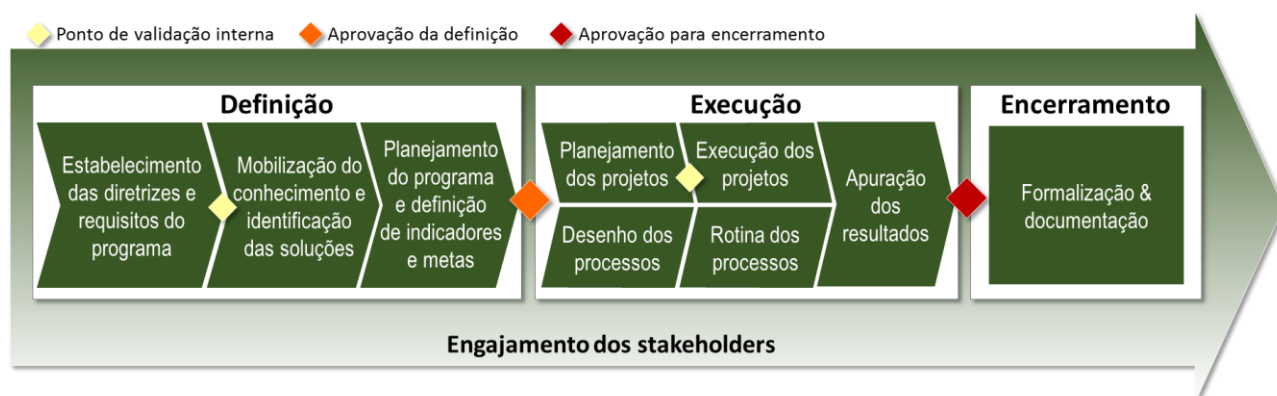 Ponto de validação interna
Aprovação da definição
Aprovação para encerramento
Definição
Estabelecimento
das diretrizes e
requisitos do
programa
Mobilização do
conhecimento e
identificação
das soluções
Planejamento
do programa
e definição
de indicadores
e metas
Execução
Planejamento
dos projetos
Execução dos
projetos
Desenho dos
processos
Rotina dos
processos
Apuração
dos
resultados
Encerramento
Formalização &
documentação
Engajamento dos stakeholders